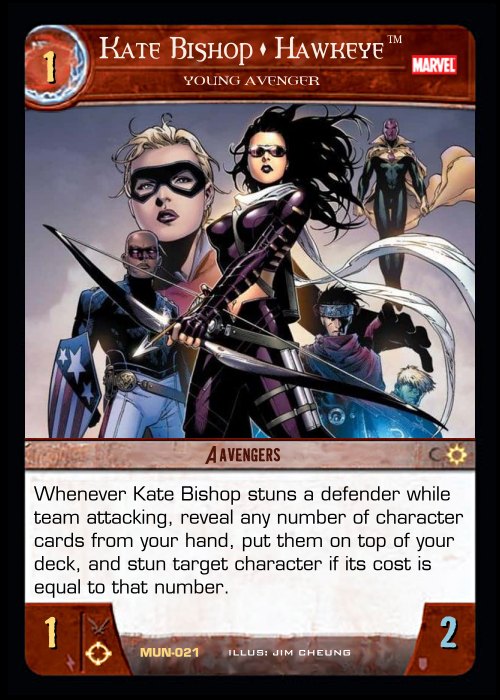 1
KATE BISHOP ♦ HAWKEYE™
MARVEL
YOUNG AVENGER
A AVENGERS
C
Whenever Kate Bishop stuns a defender while
team attacking, reveal any number of character
cards from your hand, put them on top of your
deck, and stun target character if its cost is
equal to that number.
1
MUN-021 ILLUS: JIM CHEUNG
2